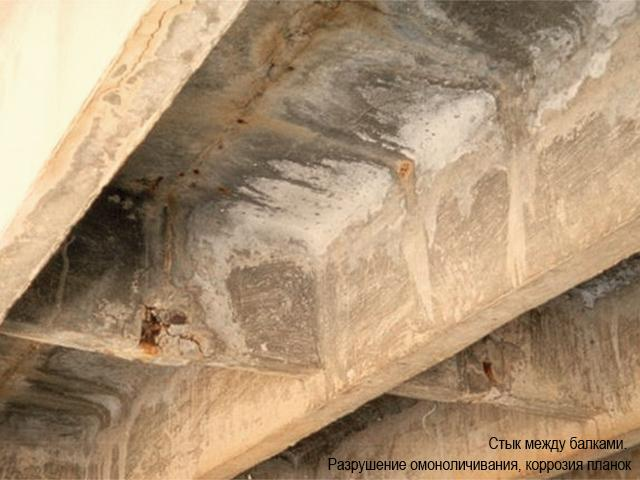 Стык между балками.
Разрушение омоноличивания, коррозия планок